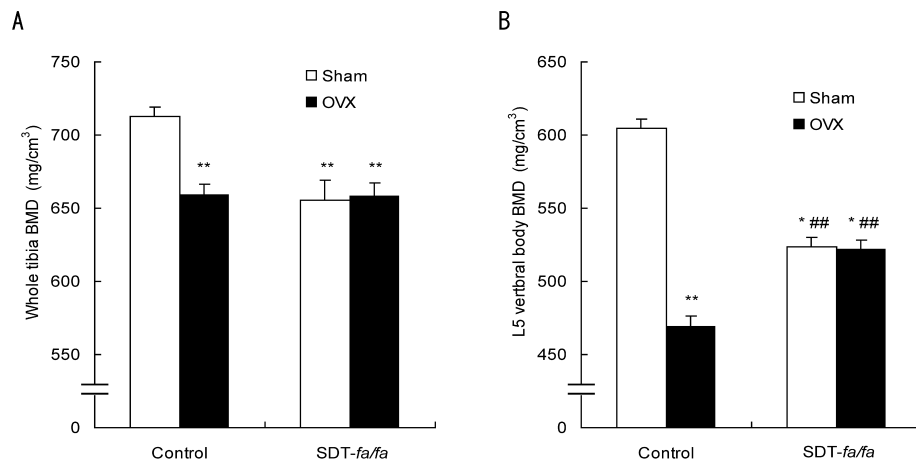 A
750
700
650
600
550
0
Whole tibia BMD (mg/cm³)
Sham
OVX
**
** **
Control SDT-fa/fa
B
650
600
550
500
450
0
L5 vertbral body BMD (mg/cm³)
Sham
OVX
* ## * ##
**
Control SDT-fa/fa